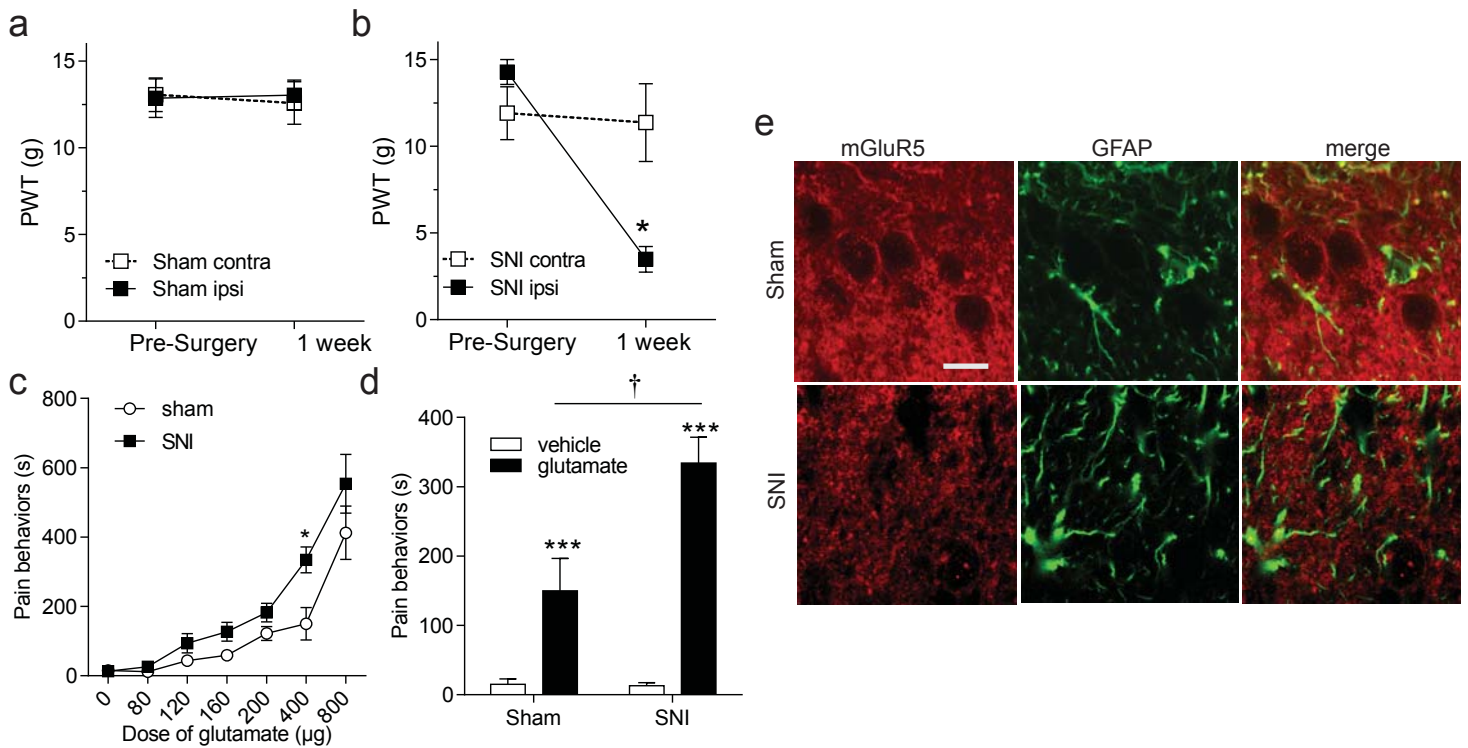 a
15
10
5
0
PWT (g)
Sham contra
Sham ipsi
Pre-Surgery 1 week
b
15
10
5
0
PWT (g)
*
SNI contra
SNI ipsi
Pre-Surgery 1 week
c
800
600
400
200
0
Pain behaviors (s)
sham
SNI
*
0 80 120 160 200 400 800
Dose of glutamate (µg)
d
†
400
300
200
100
0
Pain behaviors (s)
vehicle
glutamate
***
***
Sham SNI
e
mGluR5 GFAP merge
Sham
SNI